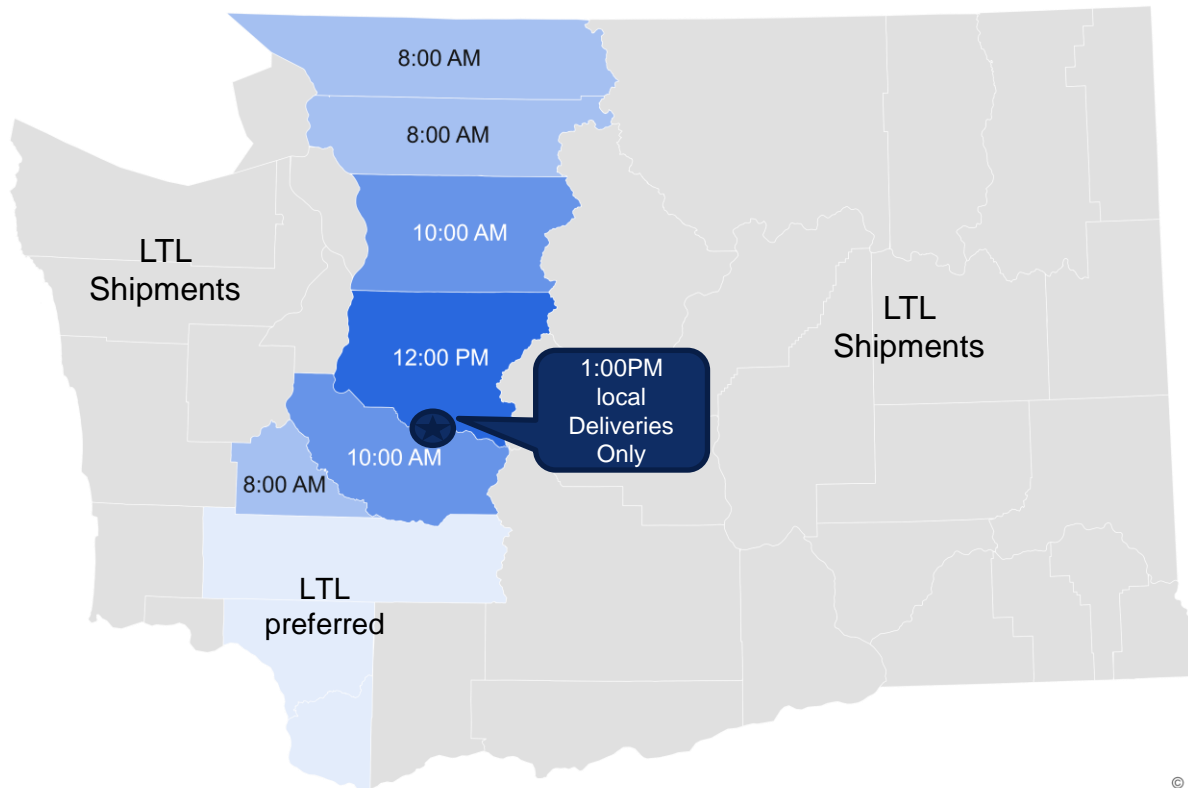 8:00 AM
8:00 AM
10:00 AM
LTL
Shipments
LTL
Shipments
12:00 PM
1:00PM
local
Deliveries
Only
10:00 AM
8:00 AM
LTL
preferred
©